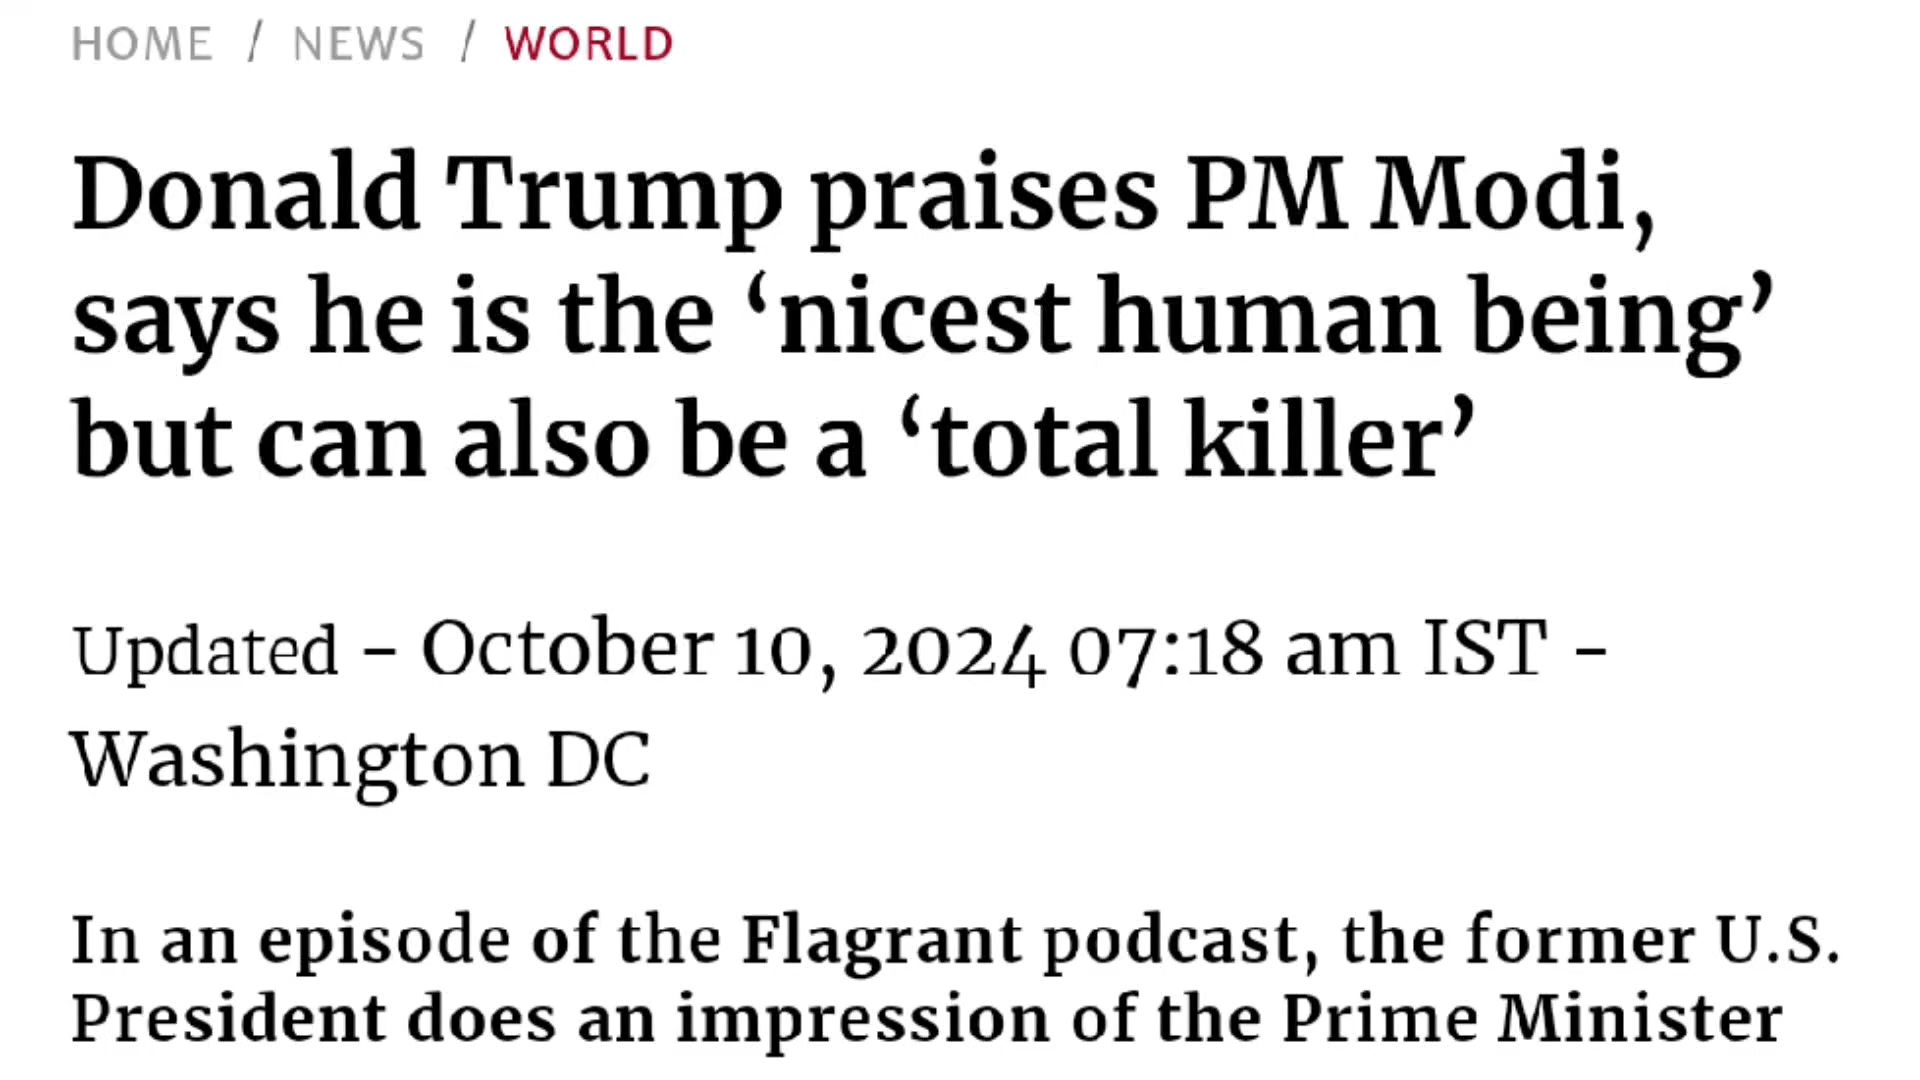 HOME / NEWS / WORLD
Donald Trump praises PM Modi,
says he is the ‘nicest human being’
but can also be a ‘total killer’
Updated - October 10, 2024 07:18 am IST -
Washington DC
In an episode of the Flagrant podcast, the former U.S.
President does an impression of the Prime Minister